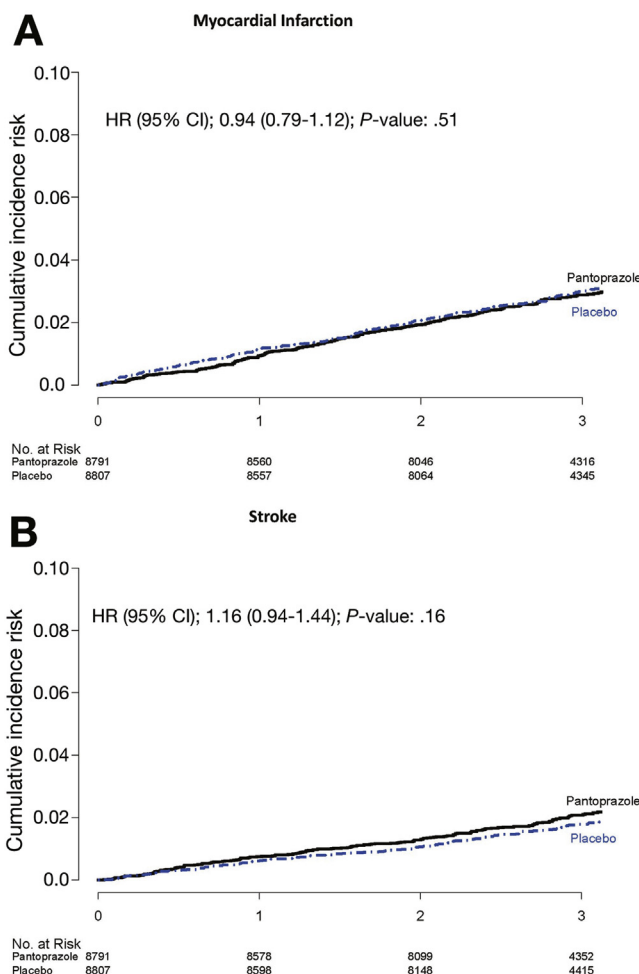 A
Myocardial Infarction
0.10
0.08
0.06
0.04
0.02
0.0
Cumulative incidence risk
HR (95% CI); 0.94 (0.79-1.12); P-value: .51
Pantoprazole
Placebo
0 1 2 3
No. at Risk
Pantoprazole 8791 8560 8046 4316
Placebo 8807 8557 8064 4345
B
Stroke
0.10
0.08
0.06
0.04
0.02
0.0
Cumulative incidence risk
HR (95% CI); 1.16 (0.94-1.44); P-value: .16
Pantoprazole
Placebo
0 1 2 3
No. at Risk
Pantoprazole 8791 8578 8099 4352
Placebo 8807 8598 8148 4415